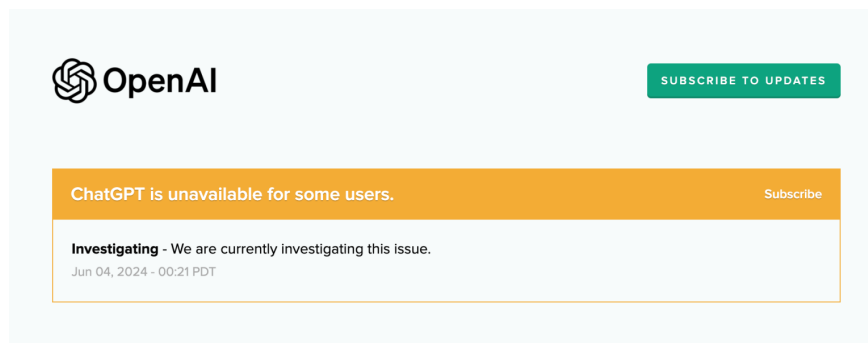 OpenAI
SUBSCRIBE TO UPDATES
ChatGPT is unavailable for some users.
Subscribe
Investigating - We are currently investigating this issue.
Jun 04, 2024 - 00:21 PDT